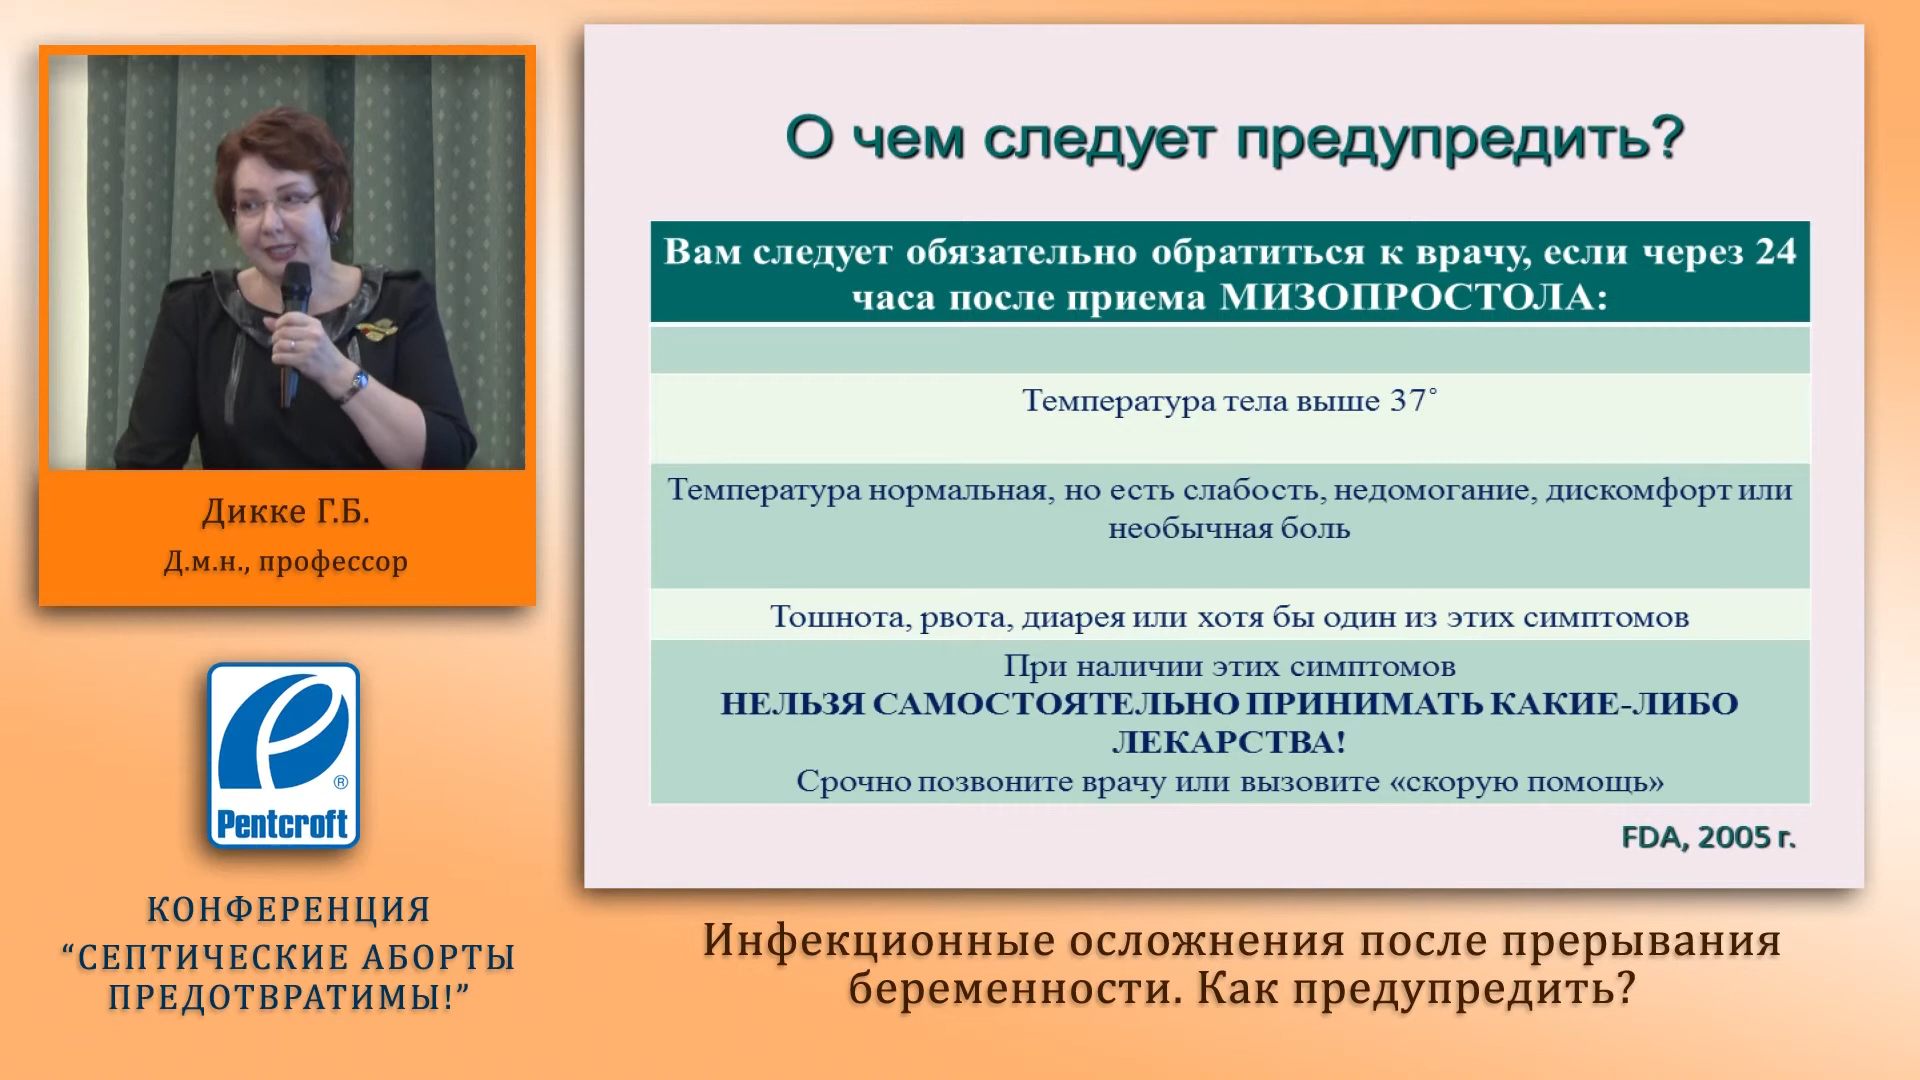 Дикке Г.Б.
Д.м.н., профессор
®
Pentcroft
КОНФЕРЕНЦИЯ
“СЕПТИЧЕСКИЕ АБОРТЫ
ПРЕДОТВРАТИМЫ!”
О чем следует предупредить?
Вам следует обязательно обратиться к врачу, если через 24
часа после приема МИЗОПРОСТОЛА:
Температура тела выше 37˚
Температура нормальная, но есть слабость, недомогание, дискомфорт или
необычная боль
Тошнота, рвота, диарея или хотя бы один из этих симптомов
При наличии этих симптомов
НЕЛЬЗЯ САМОСТОЯТЕЛЬНО ПРИНИМАТЬ КАКИЕ-ЛИБО
ЛЕКАРСТВА!
Срочно позвоните врачу или вызовите «скорую помощь»
FDA, 2005 г.
Инфекционные осложнения после прерывания
беременности. Как предупредить?